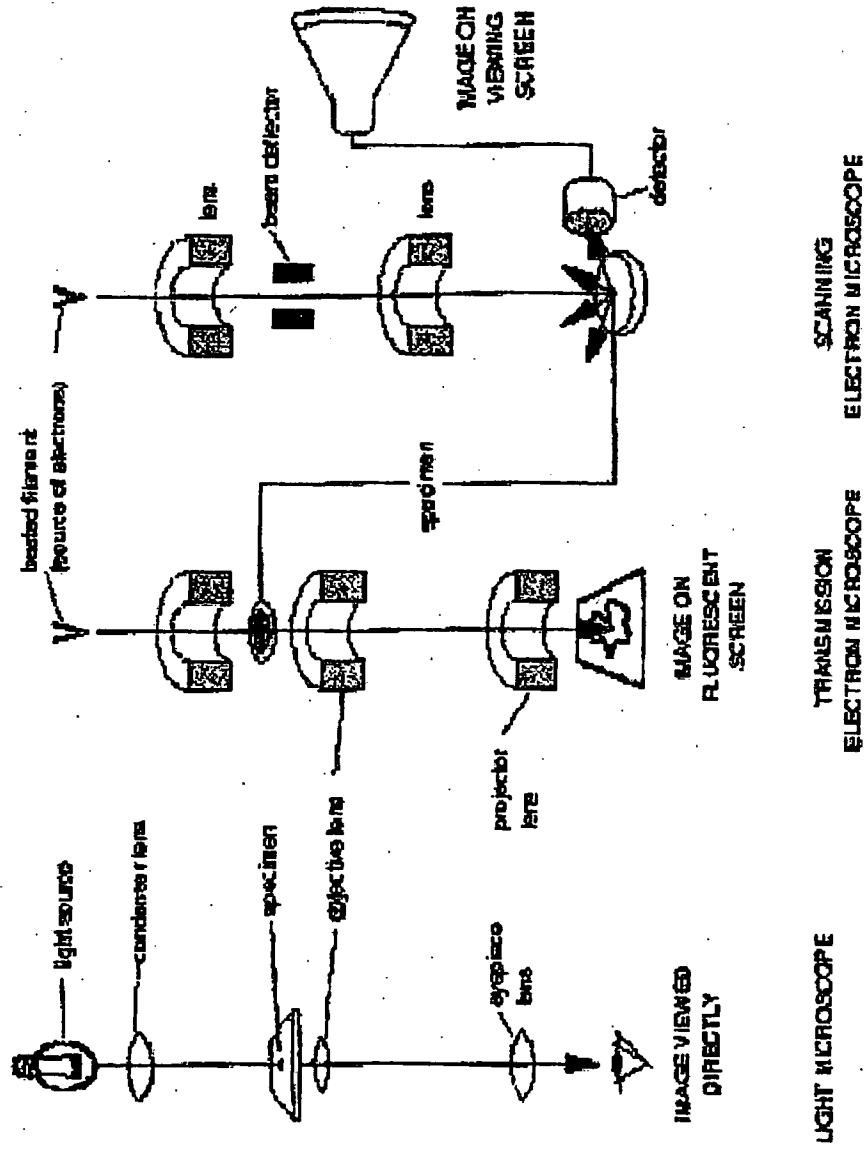 light source
condenser lens
specimen
objective lens
eyepiece
lens
IMAGE VIEWED
DIRECTLY
LIGHT MICROSCOPE
heated filament
(source of electrons)
projector
lens
IMAGE ON
FLUORESCENT
SCREEN
TRANSMISSION
ELECTRON MICROSCOPE
specimen
lens
beam deflector
lens
detector
IMAGE ON
VIEWING
SCREEN
SCANNING
ELECTRON MICROSCOPE